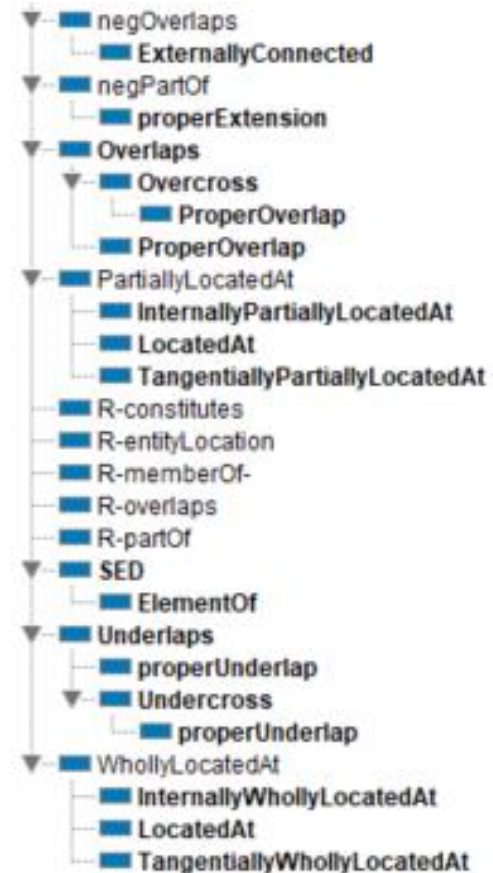 negOverlaps
ExternallyConnected
negPartOf
properExtension
Overlaps
Overcross
ProperOverlap
ProperOverlap
PartiallyLocatedAt
InternallyPartiallyLocatedAt
LocatedAt
TangentiallyPartiallyLocatedAt
R-constitutes
R-entityLocation
R-memberOf-
R-overlaps
R-partOf
SED
ElementOf
Underlaps
properUnderlap
Undercross
properUnderlap
WhollyLocatedAt
InternallyWhollyLocatedAt
LocatedAt
TangentiallyWhollyLocatedAt